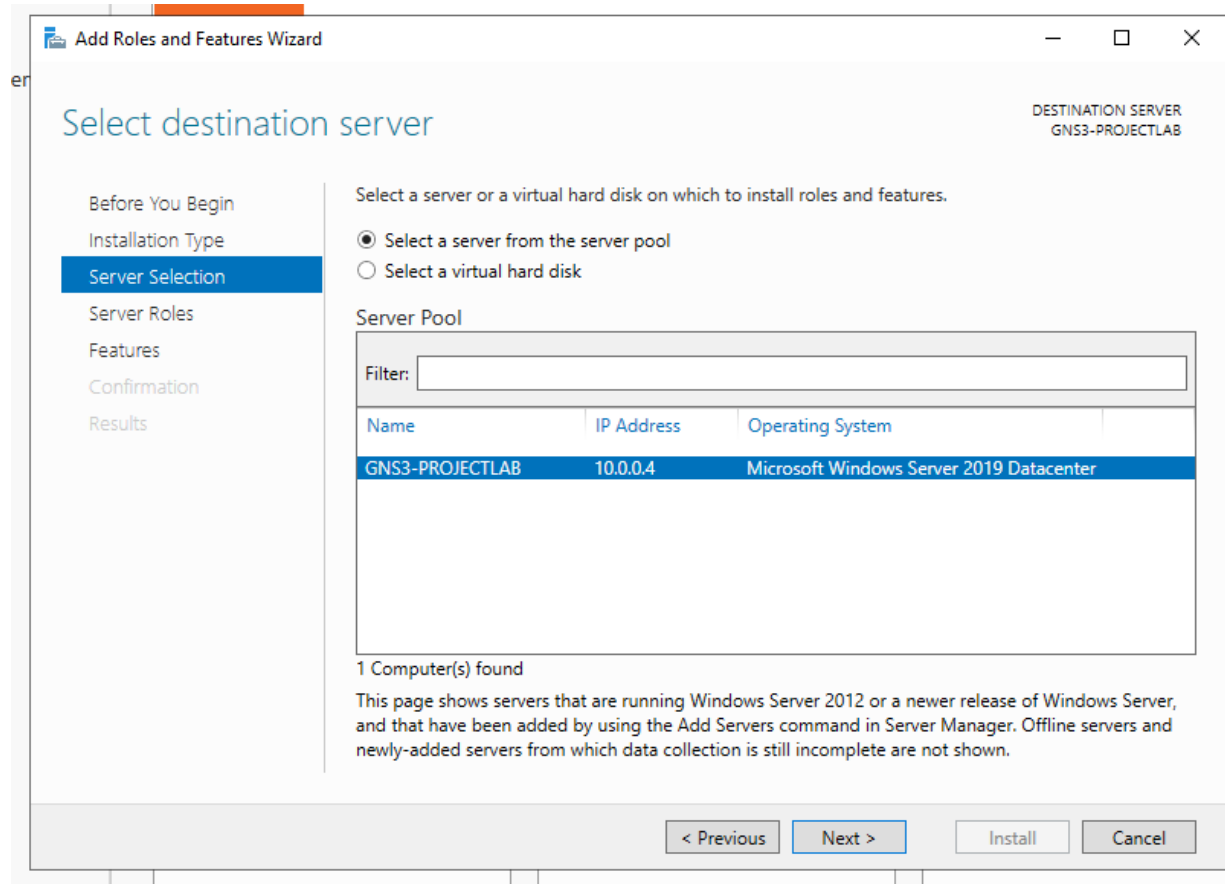 Add Roles and Features Wizard
er
Select destination server
DESTINATION SERVER
GNS3-PROJECTLAB
Before You Begin
Installation Type
Server Selection
Server Roles
Features
Confirmation
Results
Select a server or a virtual hard disk on which to install roles and features.
Select a server from the server pool
Select a virtual hard disk
Server Pool
Filter:
Name IP Address Operating System
GNS3-PROJECTLAB 10.0.0.4 Microsoft Windows Server 2019 Datacenter
1 Computer(s) found
This page shows servers that are running Windows Server 2012 or a newer release of Windows Server,
and that have been added by using the Add Servers command in Server Manager. Offline servers and
newly-added servers from which data collection is still incomplete are not shown.
< Previous Next > Install Cancel